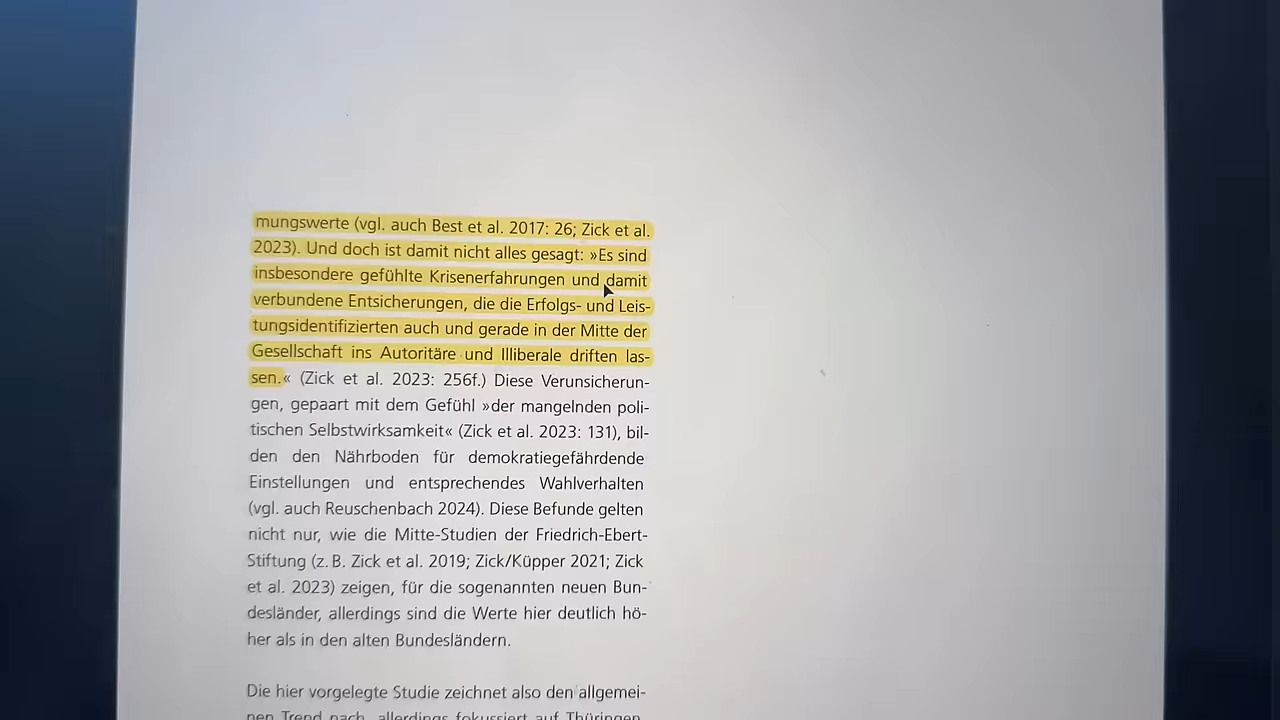 mungswerte (vgl. auch Best et al. 2017: 26; Zick et al.
2023). Und doch ist damit nicht alles gesagt: »Es sind
insbesondere gefühlte Krisenerfahrungen und damit
verbundene Entsicherungen, die die Erfolgs- und Leis-
tungsidentifizierten auch und gerade in der Mitte der
Gesellschaft ins Autoritäre und Illiberale driften las-
sen.« (Zick et al. 2023: 256f.) Diese Verunsicherun-
gen, gepaart mit dem Gefühl »der mangelnden poli-
tischen Selbstwirksamkeit« (Zick et al. 2023: 131), bil-
den den Nährboden für demokratiegefährdende
Einstellungen und entsprechendes Wahlverhalten
(vgl. auch Reuschenbach 2024). Diese Befunde gelten
nicht nur, wie die Mitte-Studien der Friedrich-Ebert-
Stiftung (z. B. Zick et al. 2019; Zick/Küpper 2021; Zick
et al. 2023) zeigen, für die sogenannten neuen Bun-
desländer, allerdings sind die Werte hier deutlich hö-
her als in den alten Bundesländern.
Die hier vorgelegte Studie zeichnet also den allgemei-
nen Trend nach, allerdings fokussiert auf Thüringen